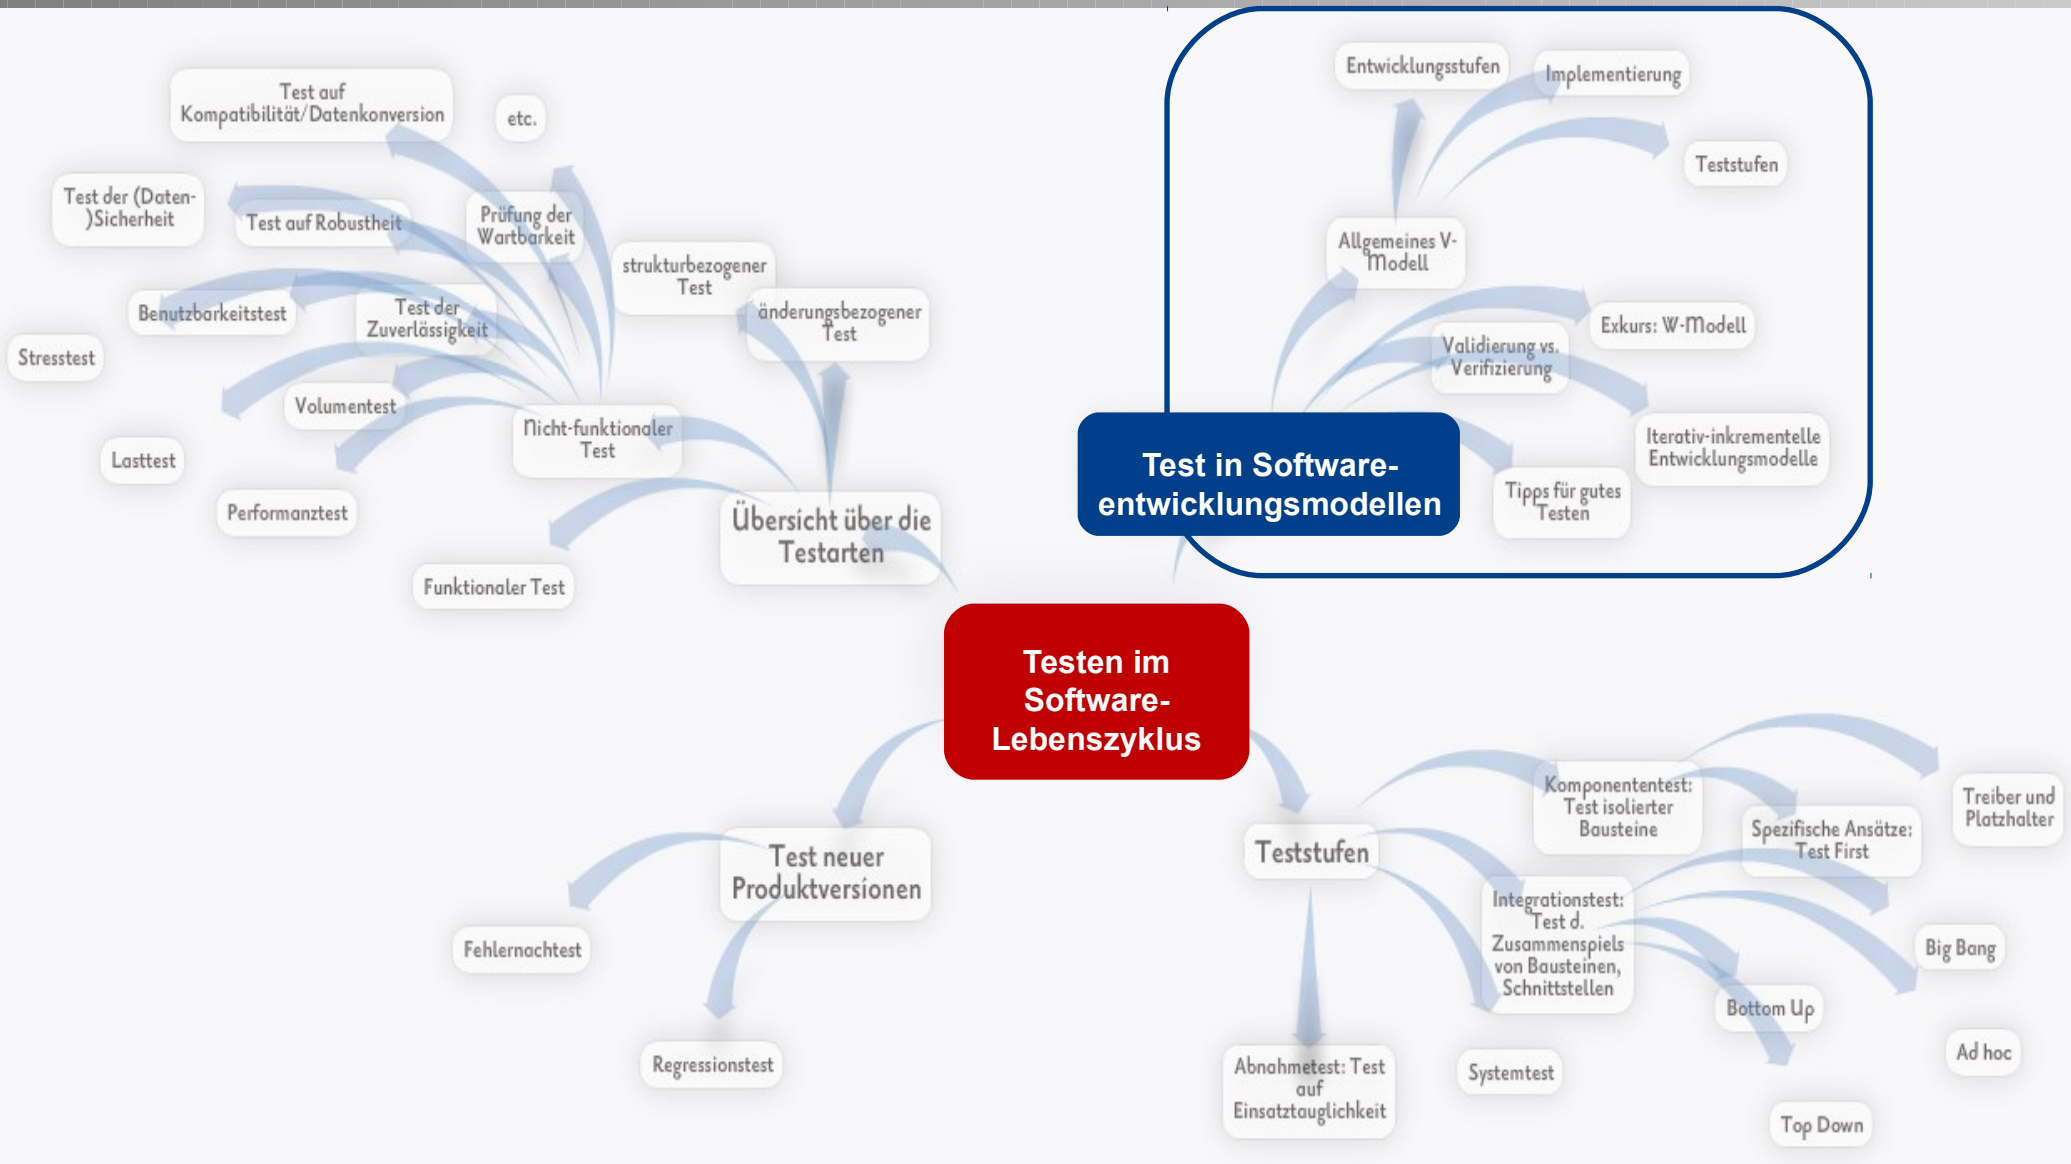 Test auf
Kompatibilität/Datenkonversion
etc.
Test der (Daten-
)Sicherheit
Test auf Robustheit
Prüfung der
Wartbarkeit
strukturbezogener
Test
änderungsbezogener
Test
Benutzbarkeitstest
Test der
Zuverlässigkeit
Stresstest
Volumentest
Nicht-funktionaler
Test
Lasttest
Performanztest
Übersicht über die
Testarten
Funktionaler Test
Entwicklungsstufen
Implementierung
Teststufen
Allgemeines V-
Modell
Exkurs: W-Modell
Validierung vs.
Verifizierung
Iterativ-inkrementelle
Entwicklungsmodelle
Tipps für gutes
Testen
Test in Software-
entwicklungsmodellen
Testen im
Software-
Lebenszyklus
Test neuer
Produktversionen
Fehlernachtest
Regressionstest
Teststufen
Komponententest:
Test isolierter
Bausteine
Treiber und
Platzhalter
Spezifische Ansätze:
Test First
Integrationstest:
Test d.
Zusammenspiels
von Bausteinen,
Schnittstellen
Big Bang
Bottom Up
Ad hoc
Top Down
Systemtest
Abnahmetest: Test
auf
Einsatztauglichkeit